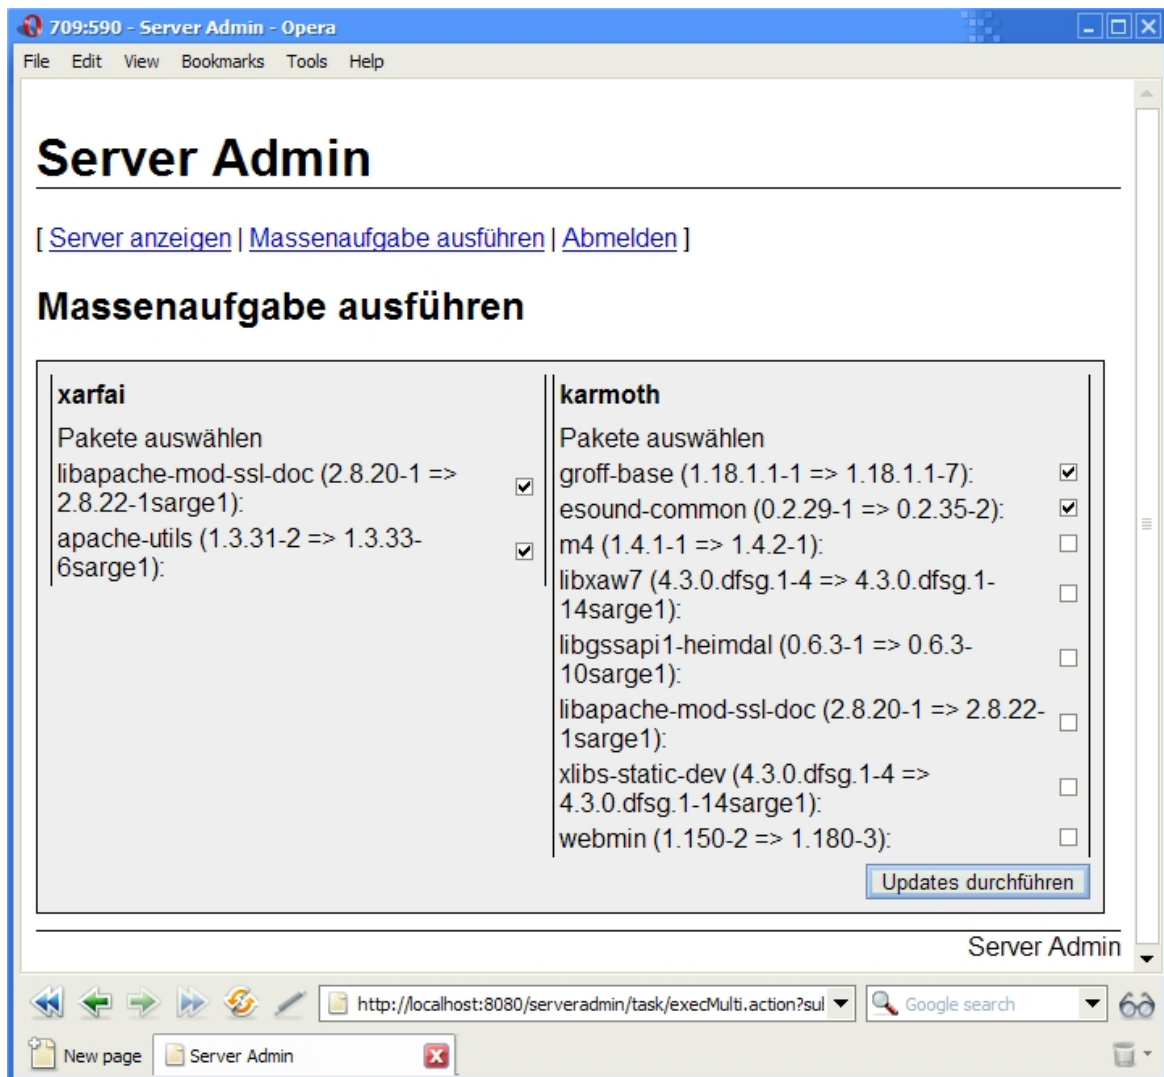 709:590 - Server Admin - Opera
File Edit View Bookmarks Tools Help
Server Admin
[ Server anzeigen | Massenaufgabe ausführen | Abmelden ]
Massenaufgabe ausführen
xarfai
Pakete auswählen
libapache-mod-ssl-doc (2.8.20-1 =>
2.8.22-1sarge1):
apache-utils (1.3.31-2 => 1.3.33-
6sarge1):
karmoth
Pakete auswählen
groff-base (1.18.1.1-1 => 1.18.1.1-7):
esound-common (0.2.29-1 => 0.2.35-2):
m4 (1.4.1-1 => 1.4.2-1):
libxaw7 (4.3.0.dfsg.1-4 => 4.3.0.dfsg.1-
14sarge1):
libgssapi1-heimdal (0.6.3-1 => 0.6.3-
10sarge1):
libapache-mod-ssl-doc (2.8.20-1 => 2.8.22-
1sarge1):
xlibs-static-dev (4.3.0.dfsg.1-4 =>
4.3.0.dfsg.1-14sarge1):
webmin (1.150-2 => 1.180-3):
Updates durchführen
Server Admin
http://localhost:8080/serveradmin/task/execMulti.action?sul
Google search
New page
Server Admin